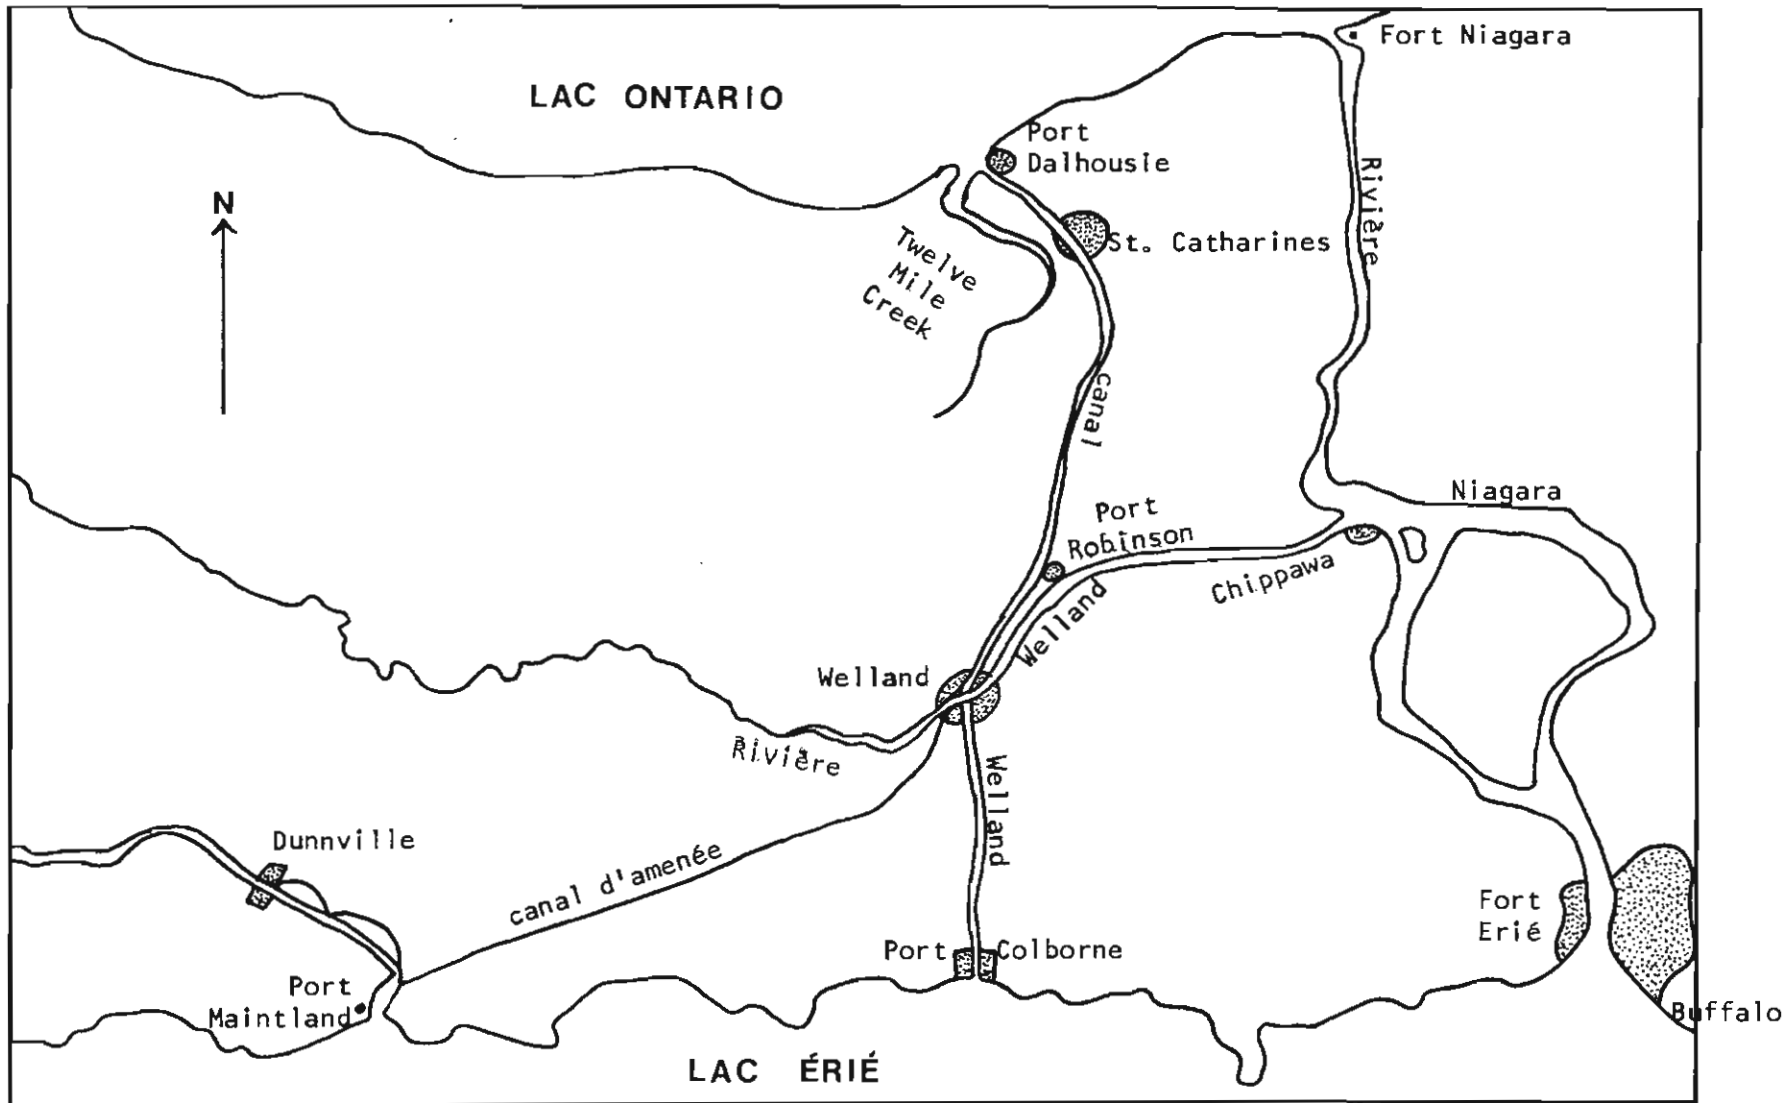 Fort Niagara
LAC ONTARIO
Port
Dalhousie
Rivière
N
St. Catharines
Twelve
Mile
Creek
canal
Niagara
Port
Robinson
Chippawa
Welland
Welland
Rivière
Welland
Dunnville
canal d'amenée
Fort
Erié
Port Colborne
Port
Maintland
Buffalo
LAC ÉRIÉ